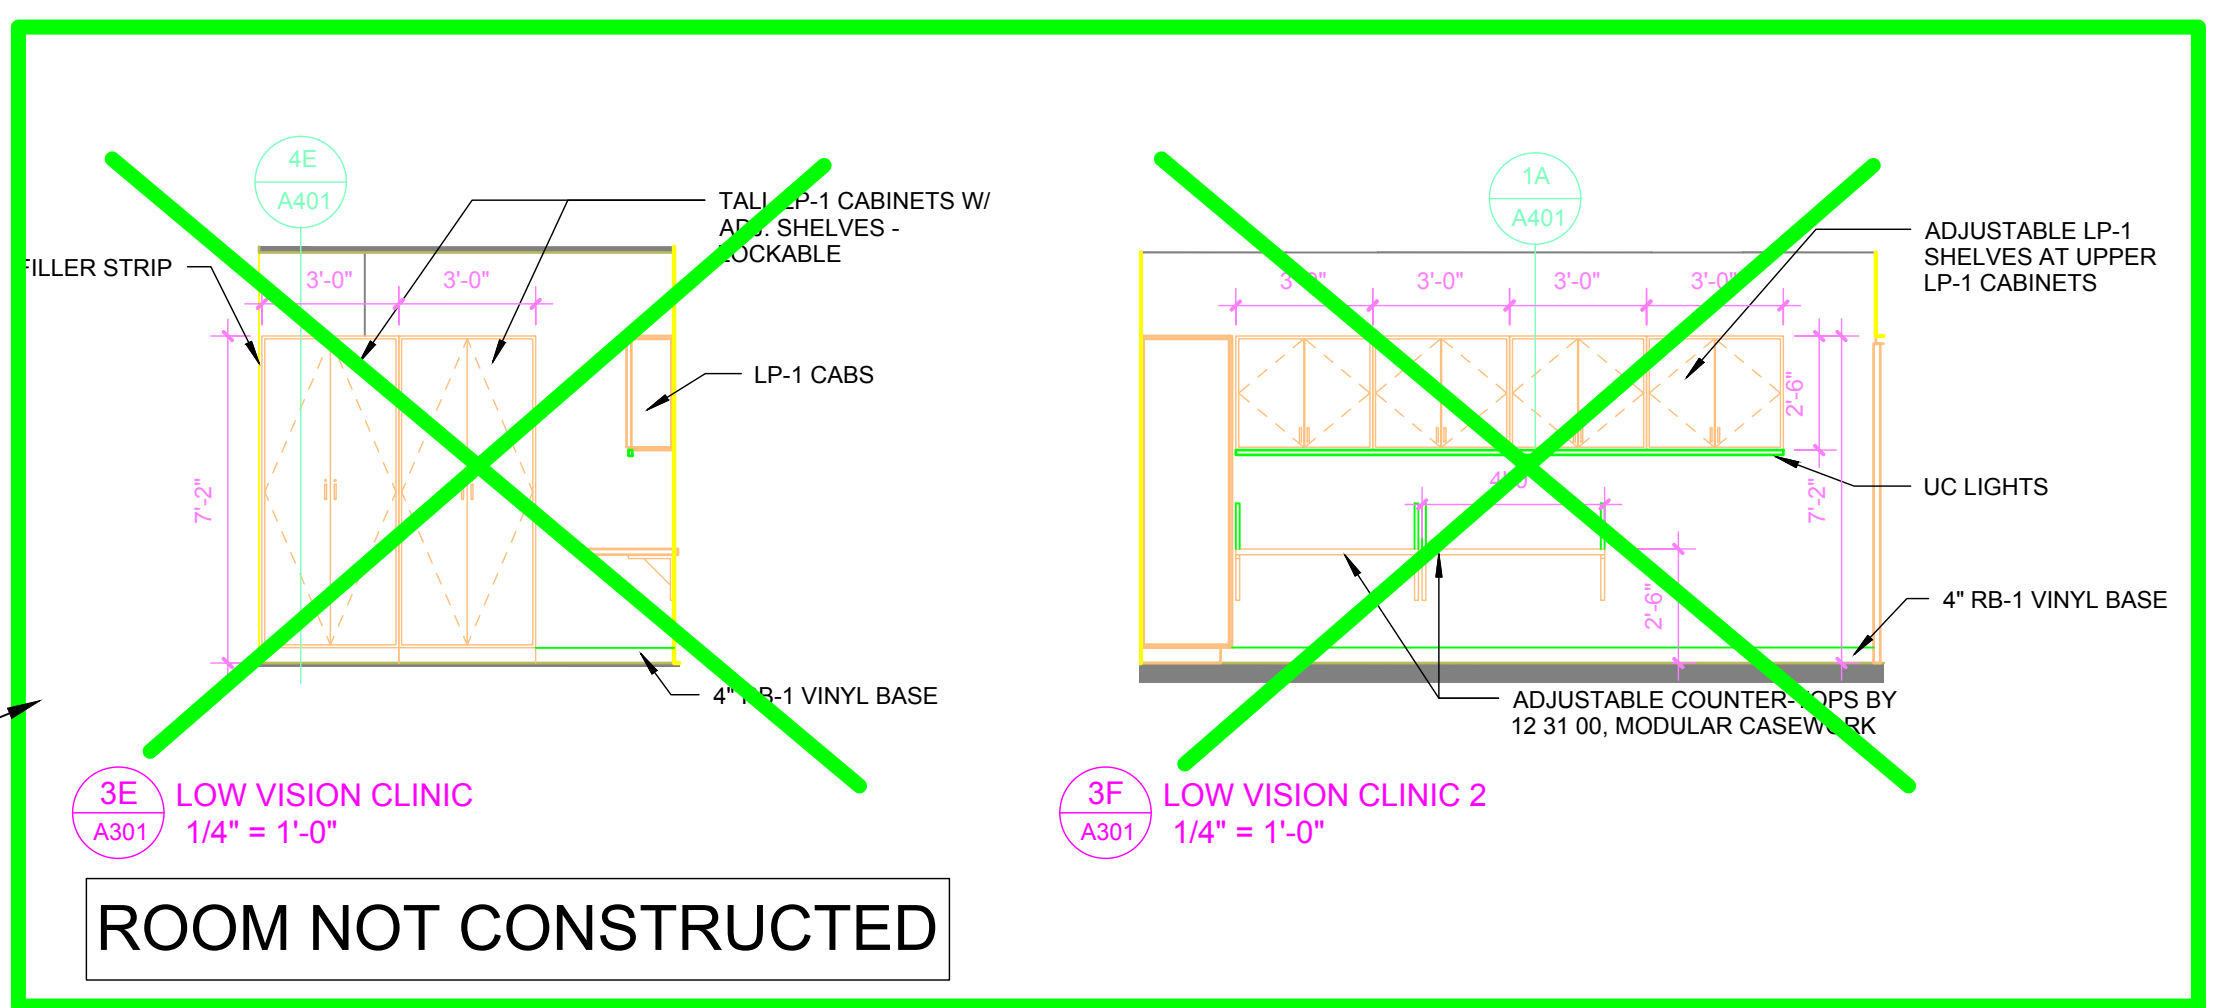 4E
A401
TALL LP-1 CABINETS W/
ADJ. SHELVES -
LOCKABLE
FILLER STRIP
3'-0"
3'-0"
LP-1 CABS
7'-2"
4" RB-1 VINYL BASE
3E
A301
LOW VISION CLINIC
1/4" = 1'-0"
ROOM NOT CONSTRUCTED
1A
A401
ADJUSTABLE LP-1
SHELVES AT UPPER
LP-1 CABINETS
3'-0"
3'-0"
3'-0"
3'-0"
2'-6"
UC LIGHTS
7'-2"
2'-6"
4" RB-1 VINYL BASE
ADJUSTABLE COUNTER-TOPS BY
12 31 00, MODULAR CASEWORK
3F
A301
LOW VISION CLINIC 2
1/4" = 1'-0"